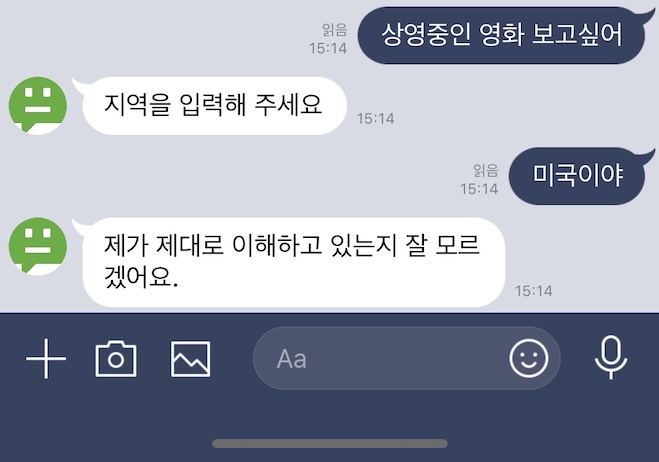 읽음
15:14
상영중인 영화 보고싶어
지역을 입력해 주세요
15:14
읽음
15:14
미국이야
제가 제대로 이해하고 있는지 잘 모르
겠어요.
15:14
Aa